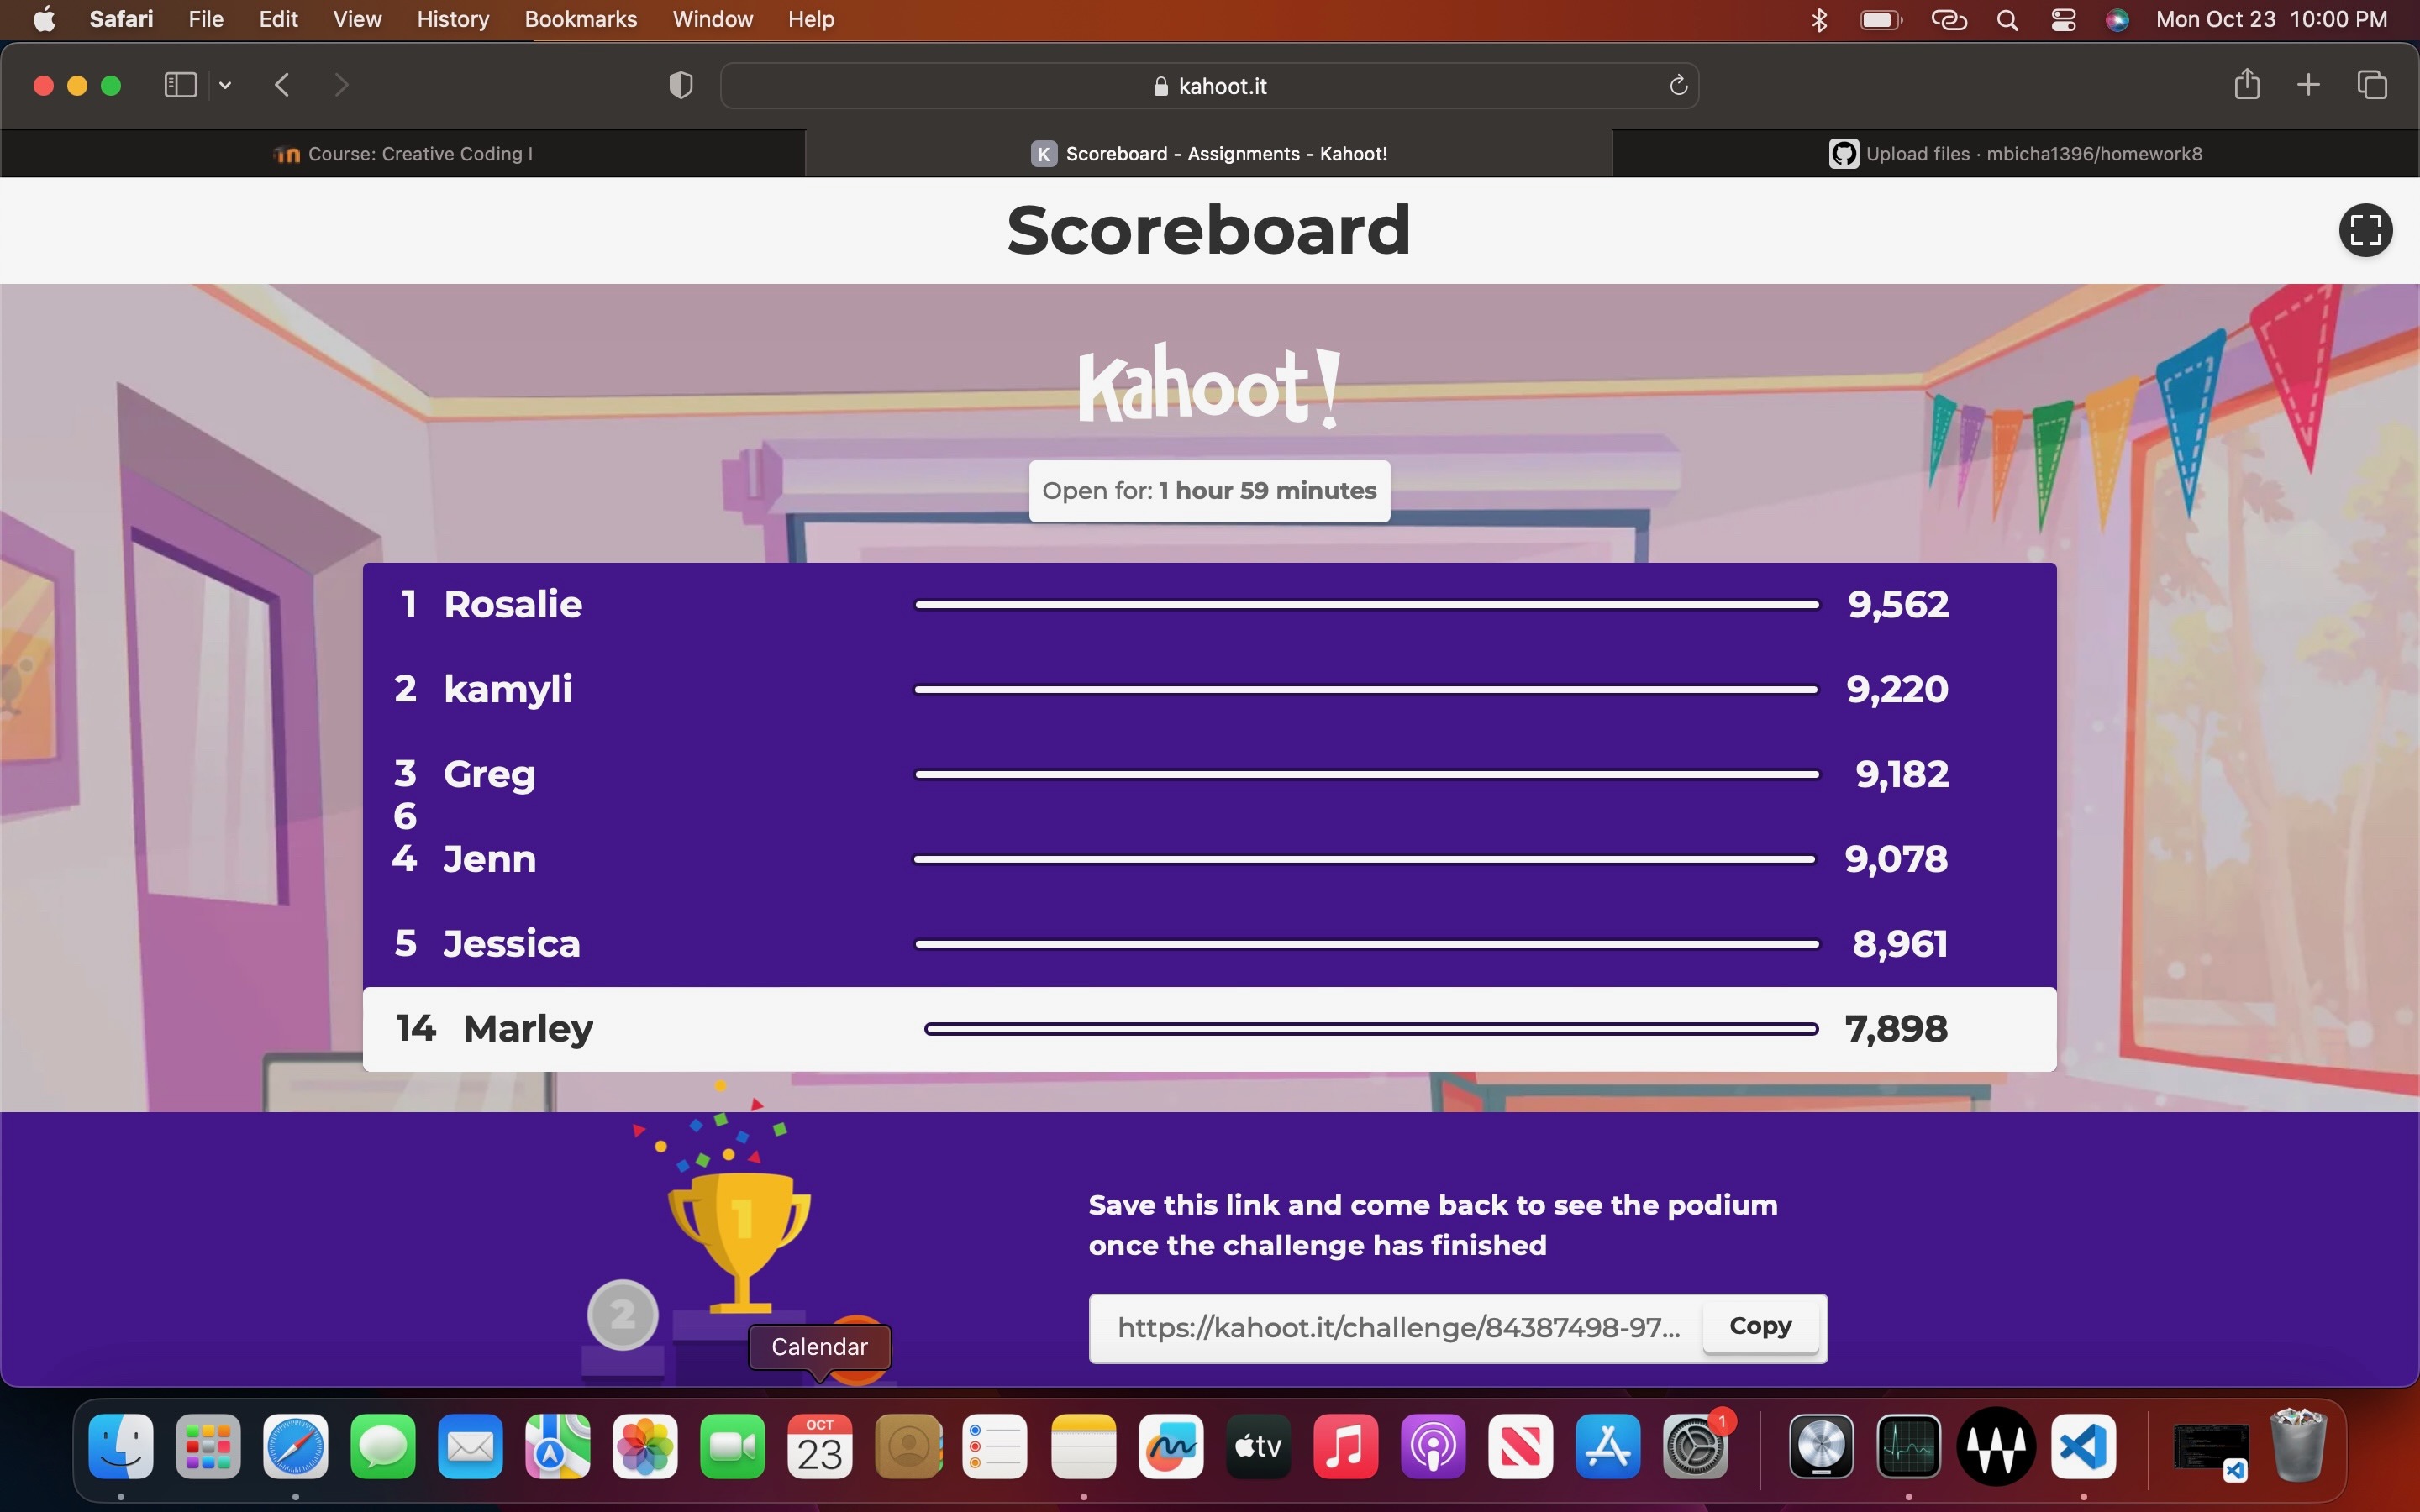 Safari File Edit View History Bookmarks Window Help Mon Oct 23 10:00 PM
kahoot.it
Course: Creative Coding I K Scoreboard - Assignments - Kahoot! Upload files · mbicha1396/homework8
Scoreboard
Kahoot!
Open for: 1 hour 59 minutes
1 Rosalie 9,562
2 kamyli 9,220
3 Greg 9,182
6
4 Jenn 9,078
5 Jessica 8,961
14 Marley 7,898
1
Save this link and come back to see the podium
once the challenge has finished
2
https://kahoot.it/challenge/84387498-97... Copy
Calendar
OCT
23
tv
1